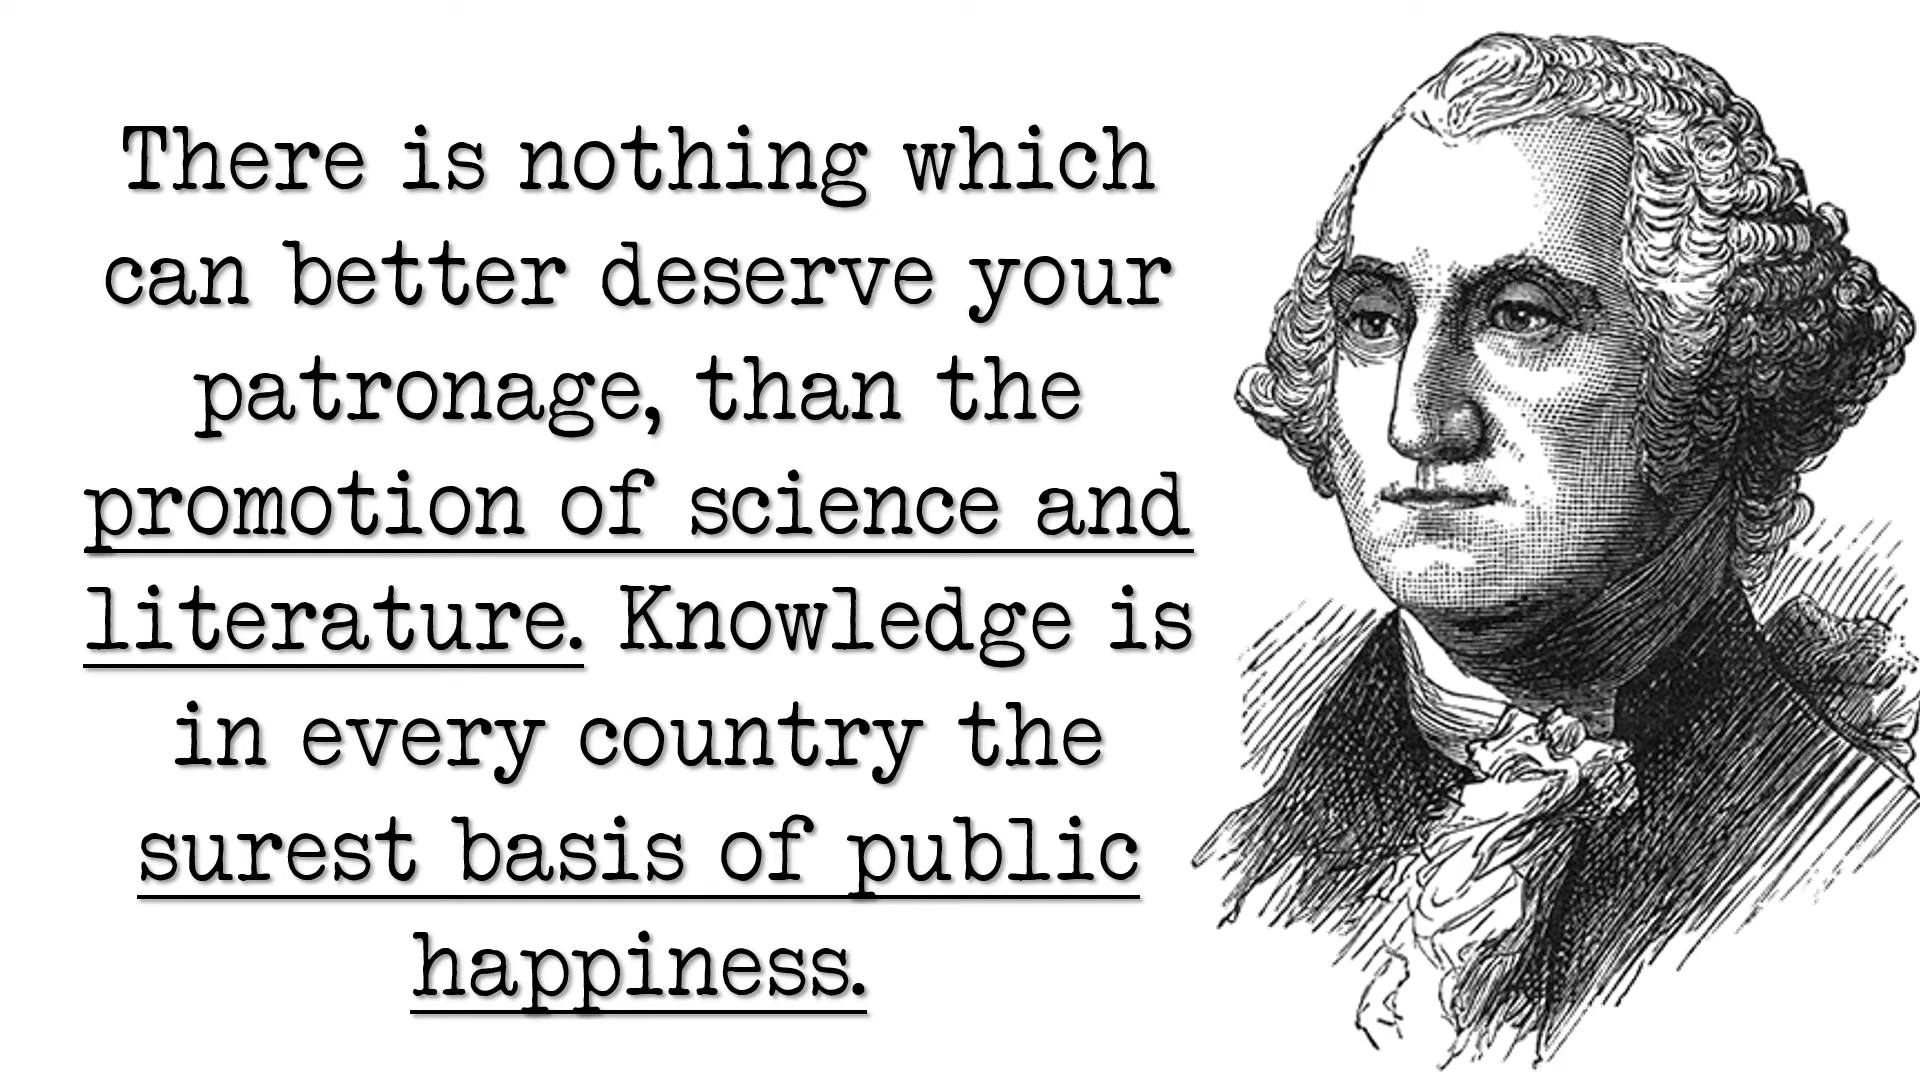 There is nothing which
can better deserve your
patronage, than the
promotion of science and
literature. Knowledge is
in every country the
surest basis of public
happiness.